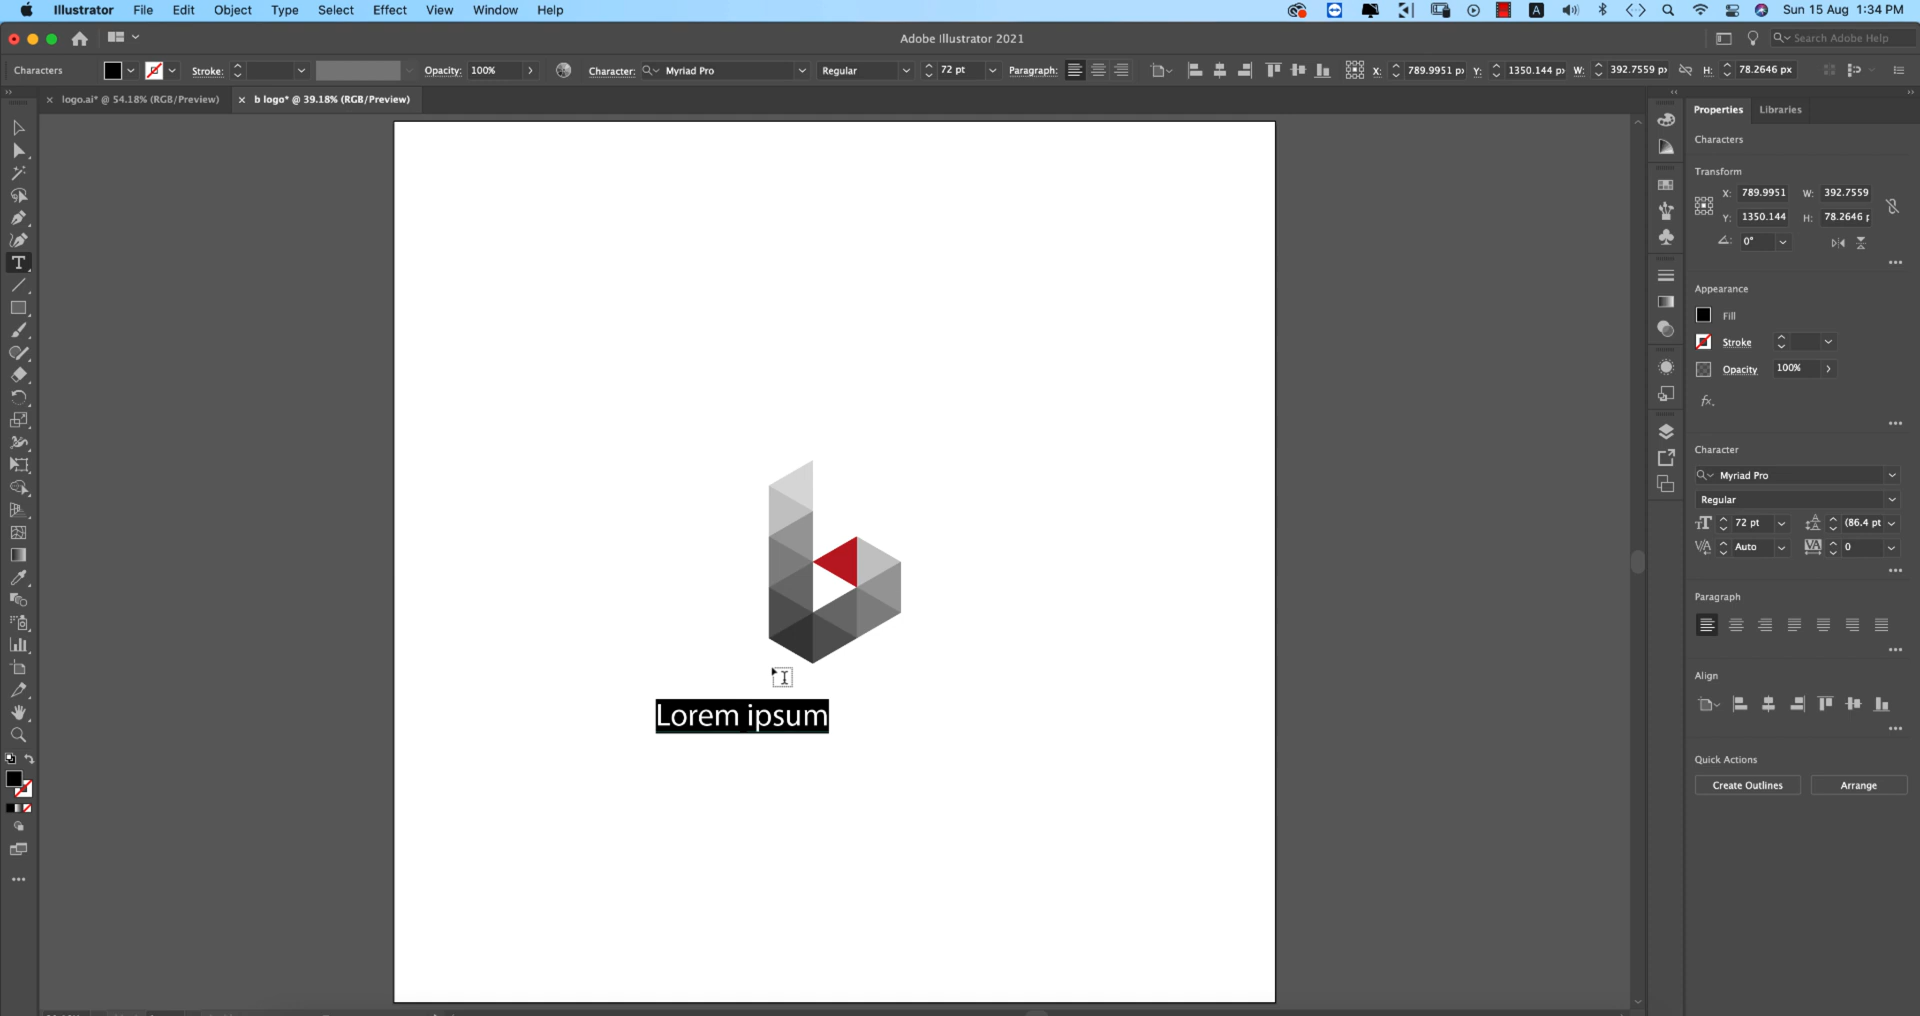 Illustrator File Edit Object Type Select Effect View Window Help A Sun 15 Aug 1:34 PM
Adobe Illustrator 2021 Search Adobe Help
Characters Stroke: Opacity: 100% Character: Myriad Pro Regular 72 pt Paragraph: X: 789.9951 p Y: 1350.144 p W: 392.7559 p H: 78.2646 px
× logo.ai* @ 54.18% (RGB/Preview) × b logo* @ 39.18% (RGB/Preview)
Properties Libraries
Characters
Transform
X: 789.9951 W: 392.7559
Y: 1350.144 H: 78.2646 p
0°
Appearance
Fill
Stroke
Opacity 100%
fx.
Character
Myriad Pro
Regular
72 pt (86.4 pt
Auto 0
Paragraph
Align
Quick Actions
Create Outlines Arrange
Lorem ipsum